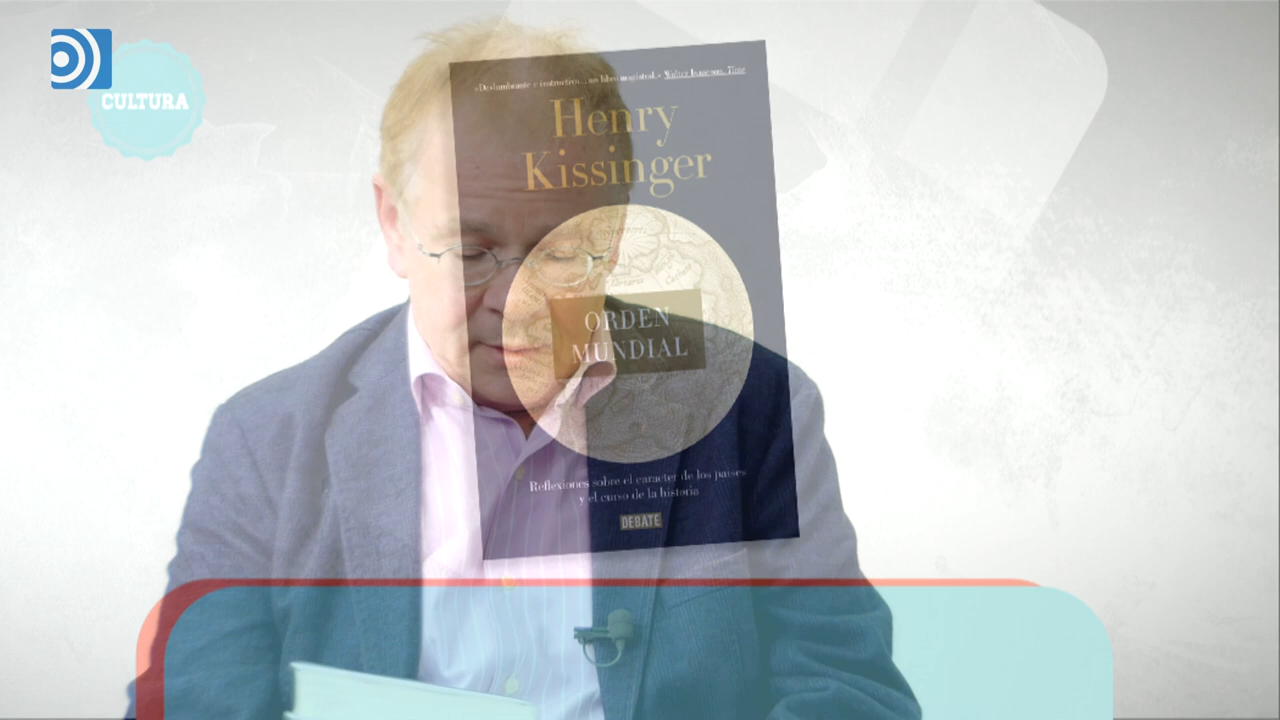 CULTURA
«Deslumbrante e instructivo... un libro magistral.» Walter Isaacson, Time
Henry
Kissinger
ORDEN
MUNDIAL
Reflexiones sobre el carácter de los países
y el curso de la historia
DEBATE